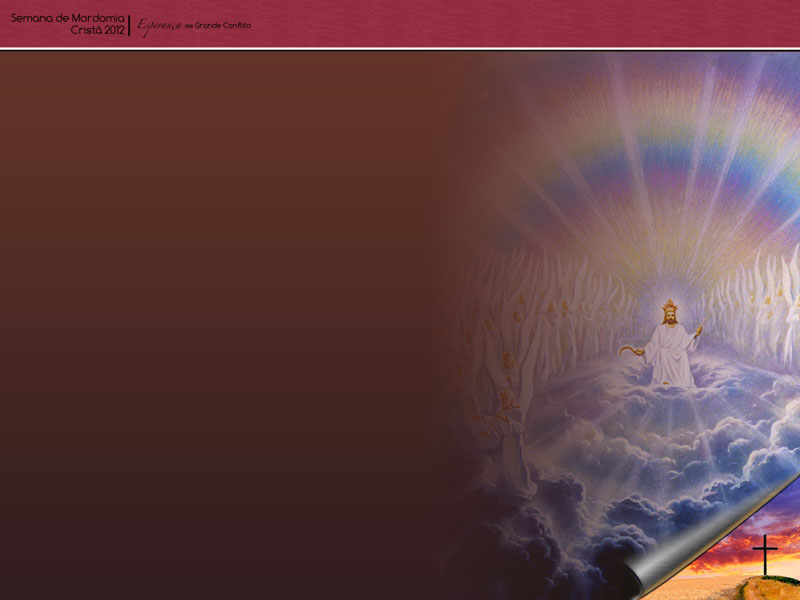 Semana de Mordomia
Cristã 2012
Esperança no Grande Conflito